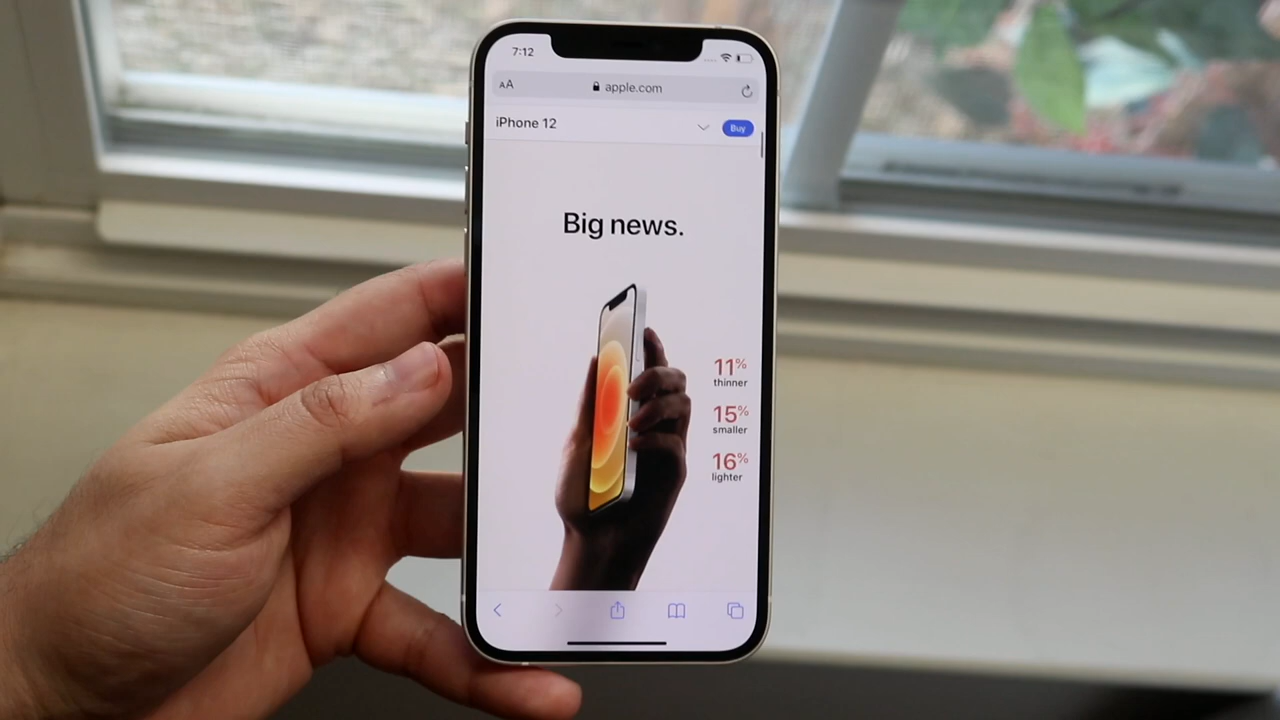 7:12
AA apple.com
iPhone 12 Buy
Big news.
11%
thinner
15%
smaller
16%
lighter